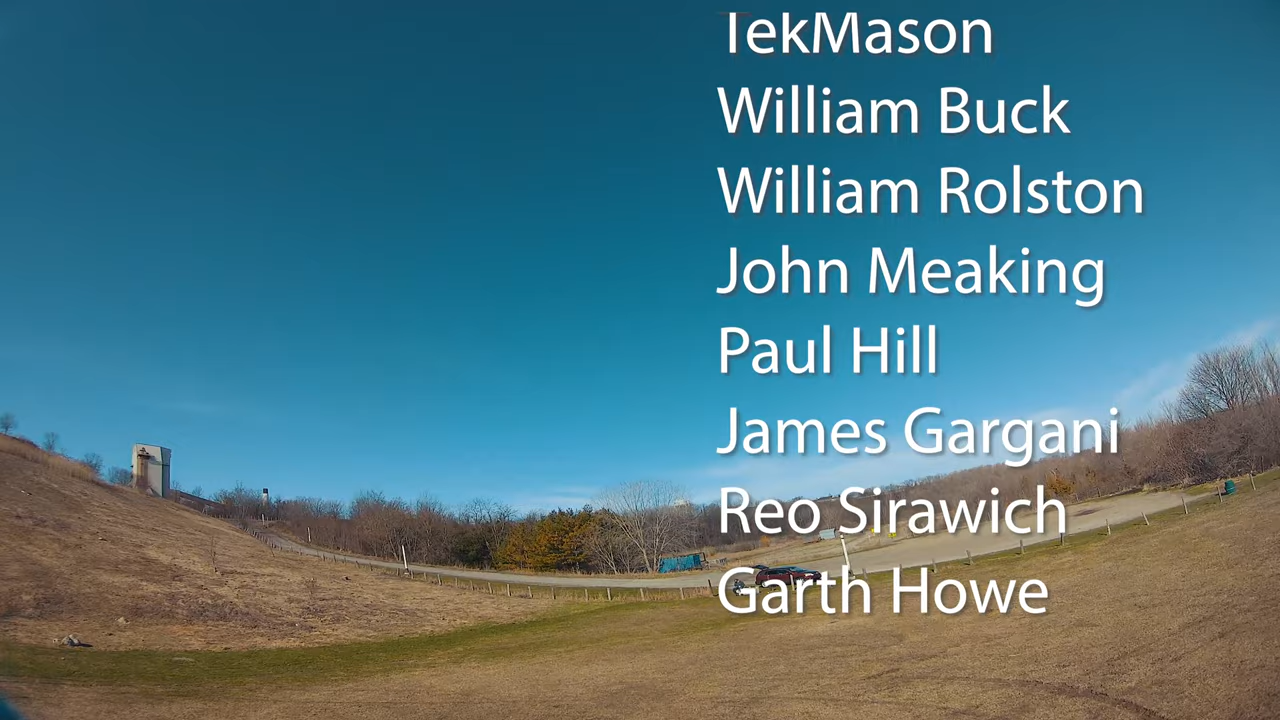 TekMason
William Buck
William Rolston
John Meaking
Paul Hill
James Gargani
Reo Sirawich
Garth Howe